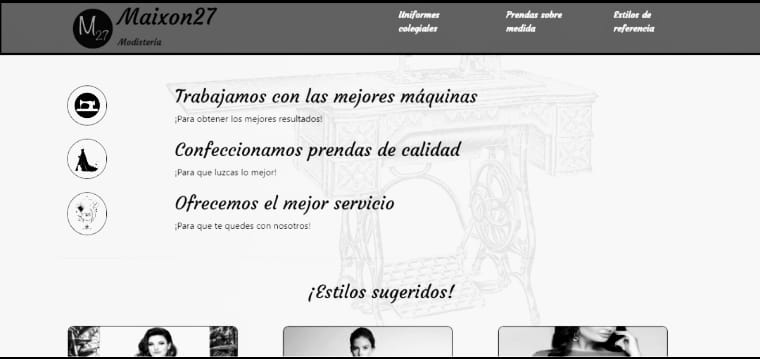 M
27
Maixon27
Modistería
Uniformes
colegiales
Prendas sobre
medida
Estilos de
referencia
Trabajamos con las mejores máquinas
¡Para obtener los mejores resultados!
Confeccionamos prendas de calidad
¡Para que luzcas lo mejor!
Ofrecemos el mejor servicio
¡Para que te quedes con nosotros!
¡Estilos sugeridos!